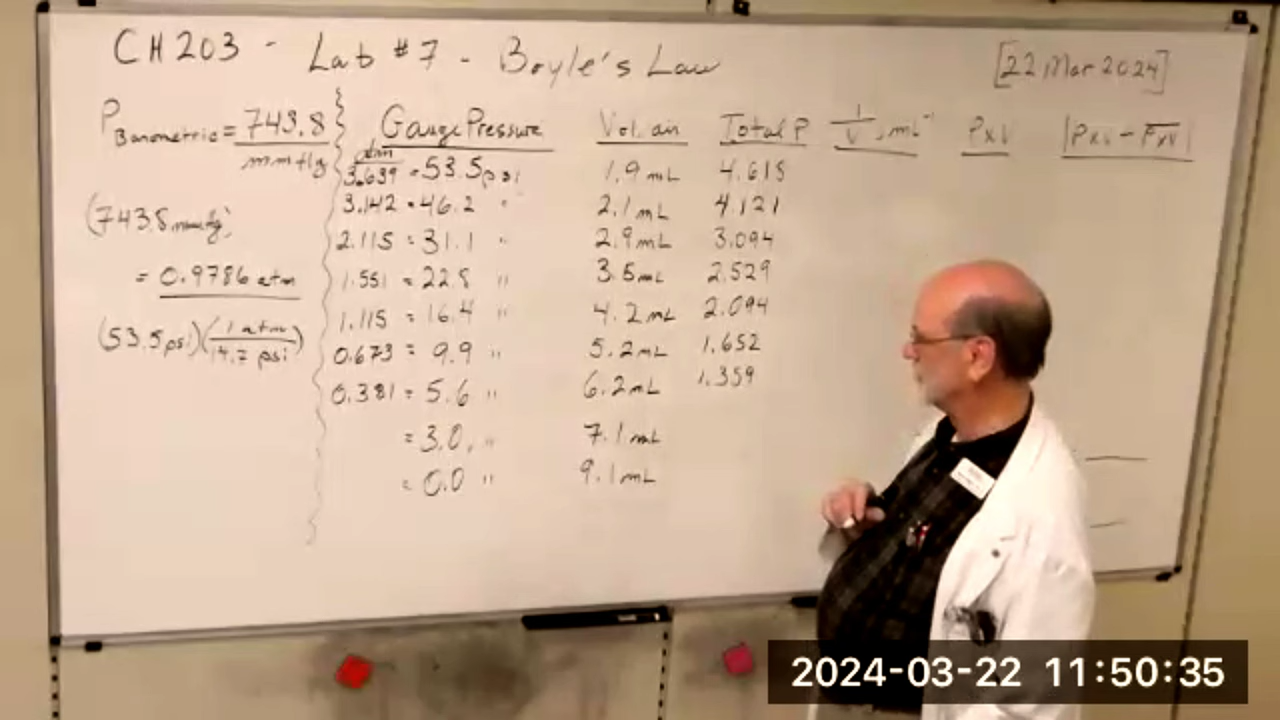 CH203 - Lab #7 - Boyle's Law [22 Mar 2024]
P Barometric = 743.8 mmHg
(743.8 mmHg)
= 0.9786 atm
(53.5 psi)(1 atm / 14.7 psi)
Gauge Pressure Vol. air Total P 1/V, mL⁻¹ PxV |PxV - PxV|
atm
3.639 = 53.5 psi 1.9 mL 4.618
3.142 = 46.2 " 2.1 mL 4.121
2.115 = 31.1 " 2.9 mL 3.094
1.551 = 22.8 " 3.5 mL 2.529
1.115 = 16.4 " 4.2 mL 2.094
0.673 = 9.9 " 5.2 mL 1.652
0.381 = 5.6 " 6.2 mL 1.359
= 3.0 " 7.1 mL
= 0.0 " 9.1 mL
2024-03-22 11:50:35